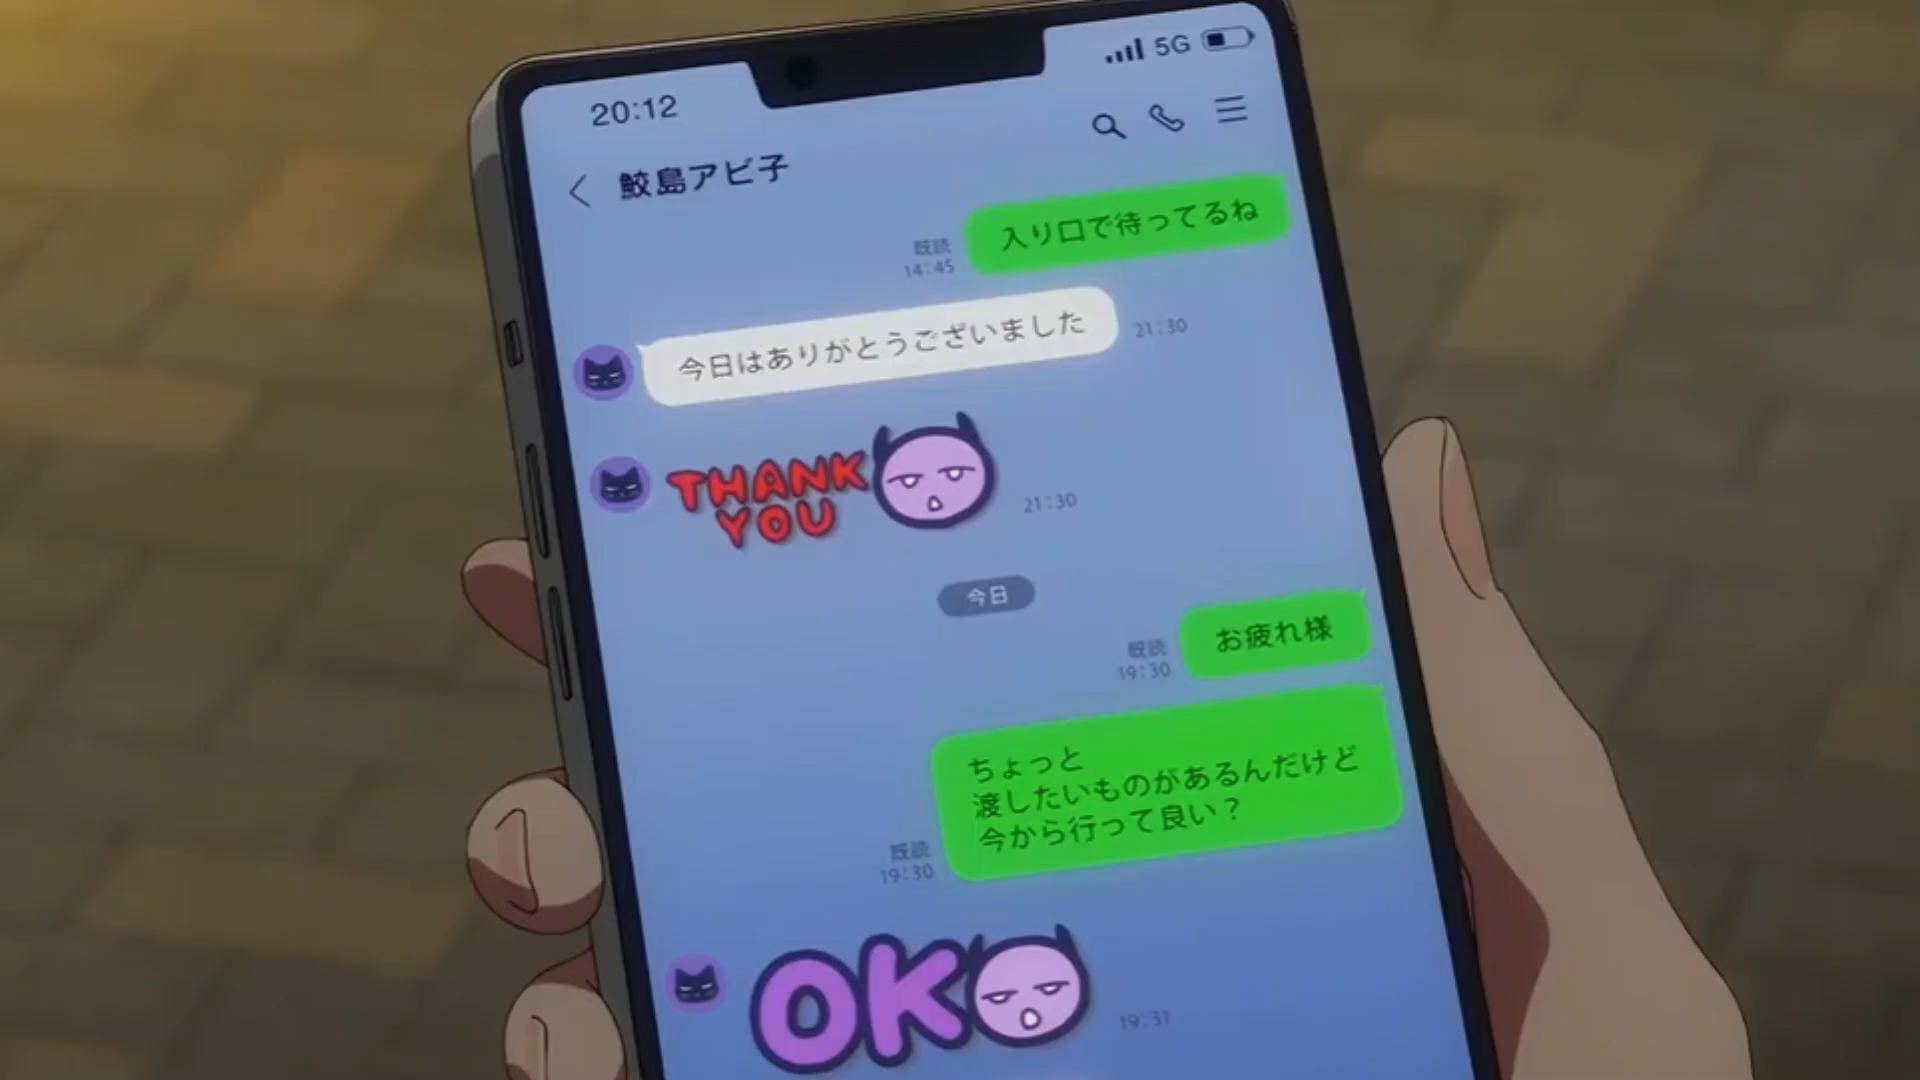 20:12
5G
鮫島アビ子
入り口で待ってるね
既読
14:45
今日はありがとうございました
21:30
THANK
YOU
21:30
今日
お疲れ様
既読
19:30
ちょっと
渡したいものがあるんだけど
今から行って良い？
既読
19:30
OK
19:31